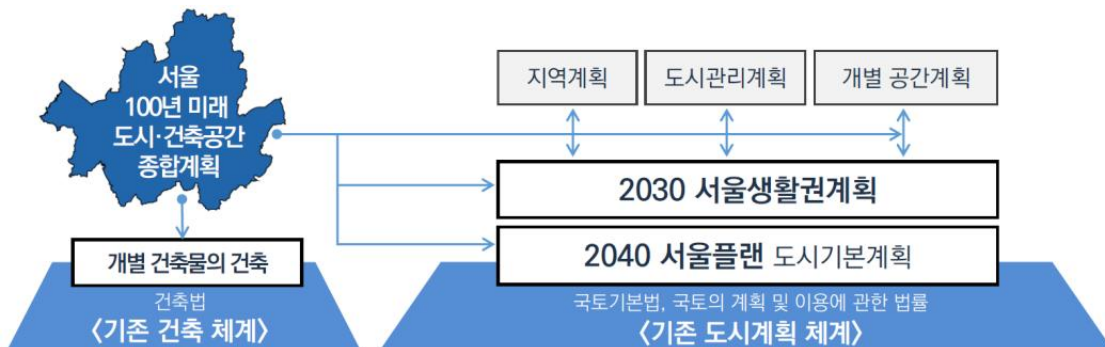 서울
100년 미래
도시·건축공간
종합계획
지역계획
도시관리계획
개별 공간계획
2030 서울생활권계획
2040 서울플랜 도시기본계획
개별 건축물의 건축
건축법
〈기존 건축 체계〉
국토기본법, 국토의 계획 및 이용에 관한 법률
〈기존 도시계획 체계〉